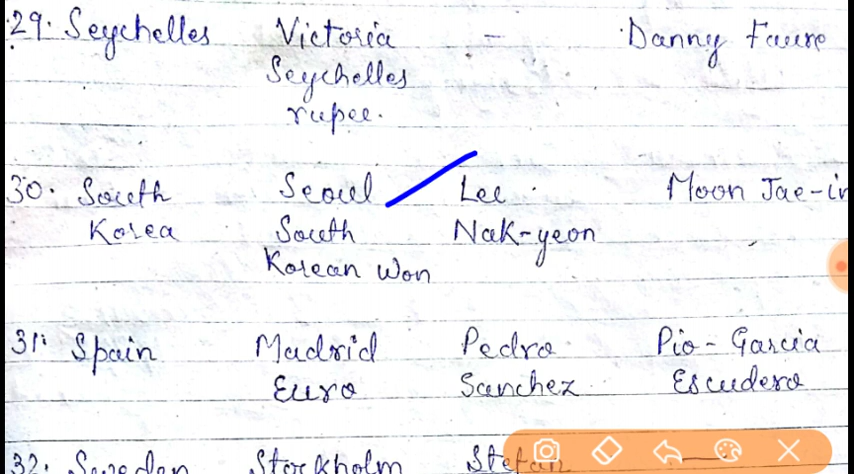 29. Seychelles Victoria - Danny Faure
Seychelles
rupee.
30. South Seoul Lee Moon Jae-in
Korea South Nak-yeon
Korean Won
31. Spain Madrid Pedro Pio-Garcia
Euro Sanchez Escudero
32. Sweden Stockholm Stefan